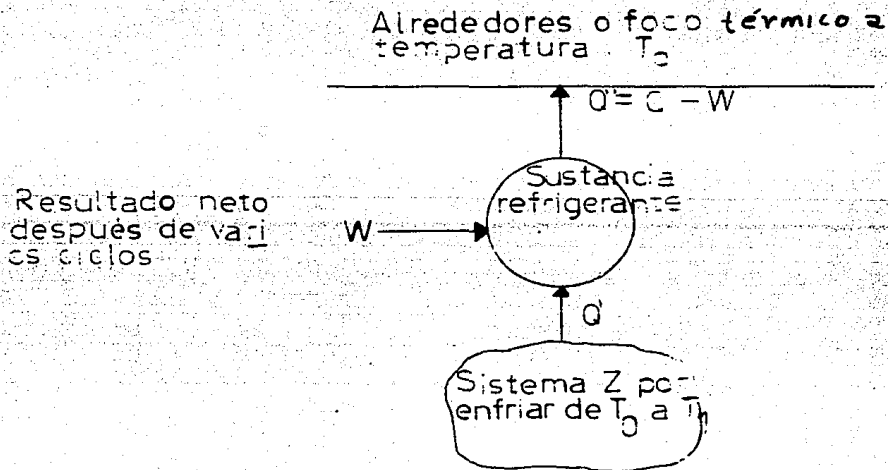 Alrededores o foco térmico a
temperatura T₀
Q' = Q - W
Sustancia
refrigerante
Resultado neto
después de vari
os ciclos
W
Q
Sistema Z por
enfriar de T₀ a